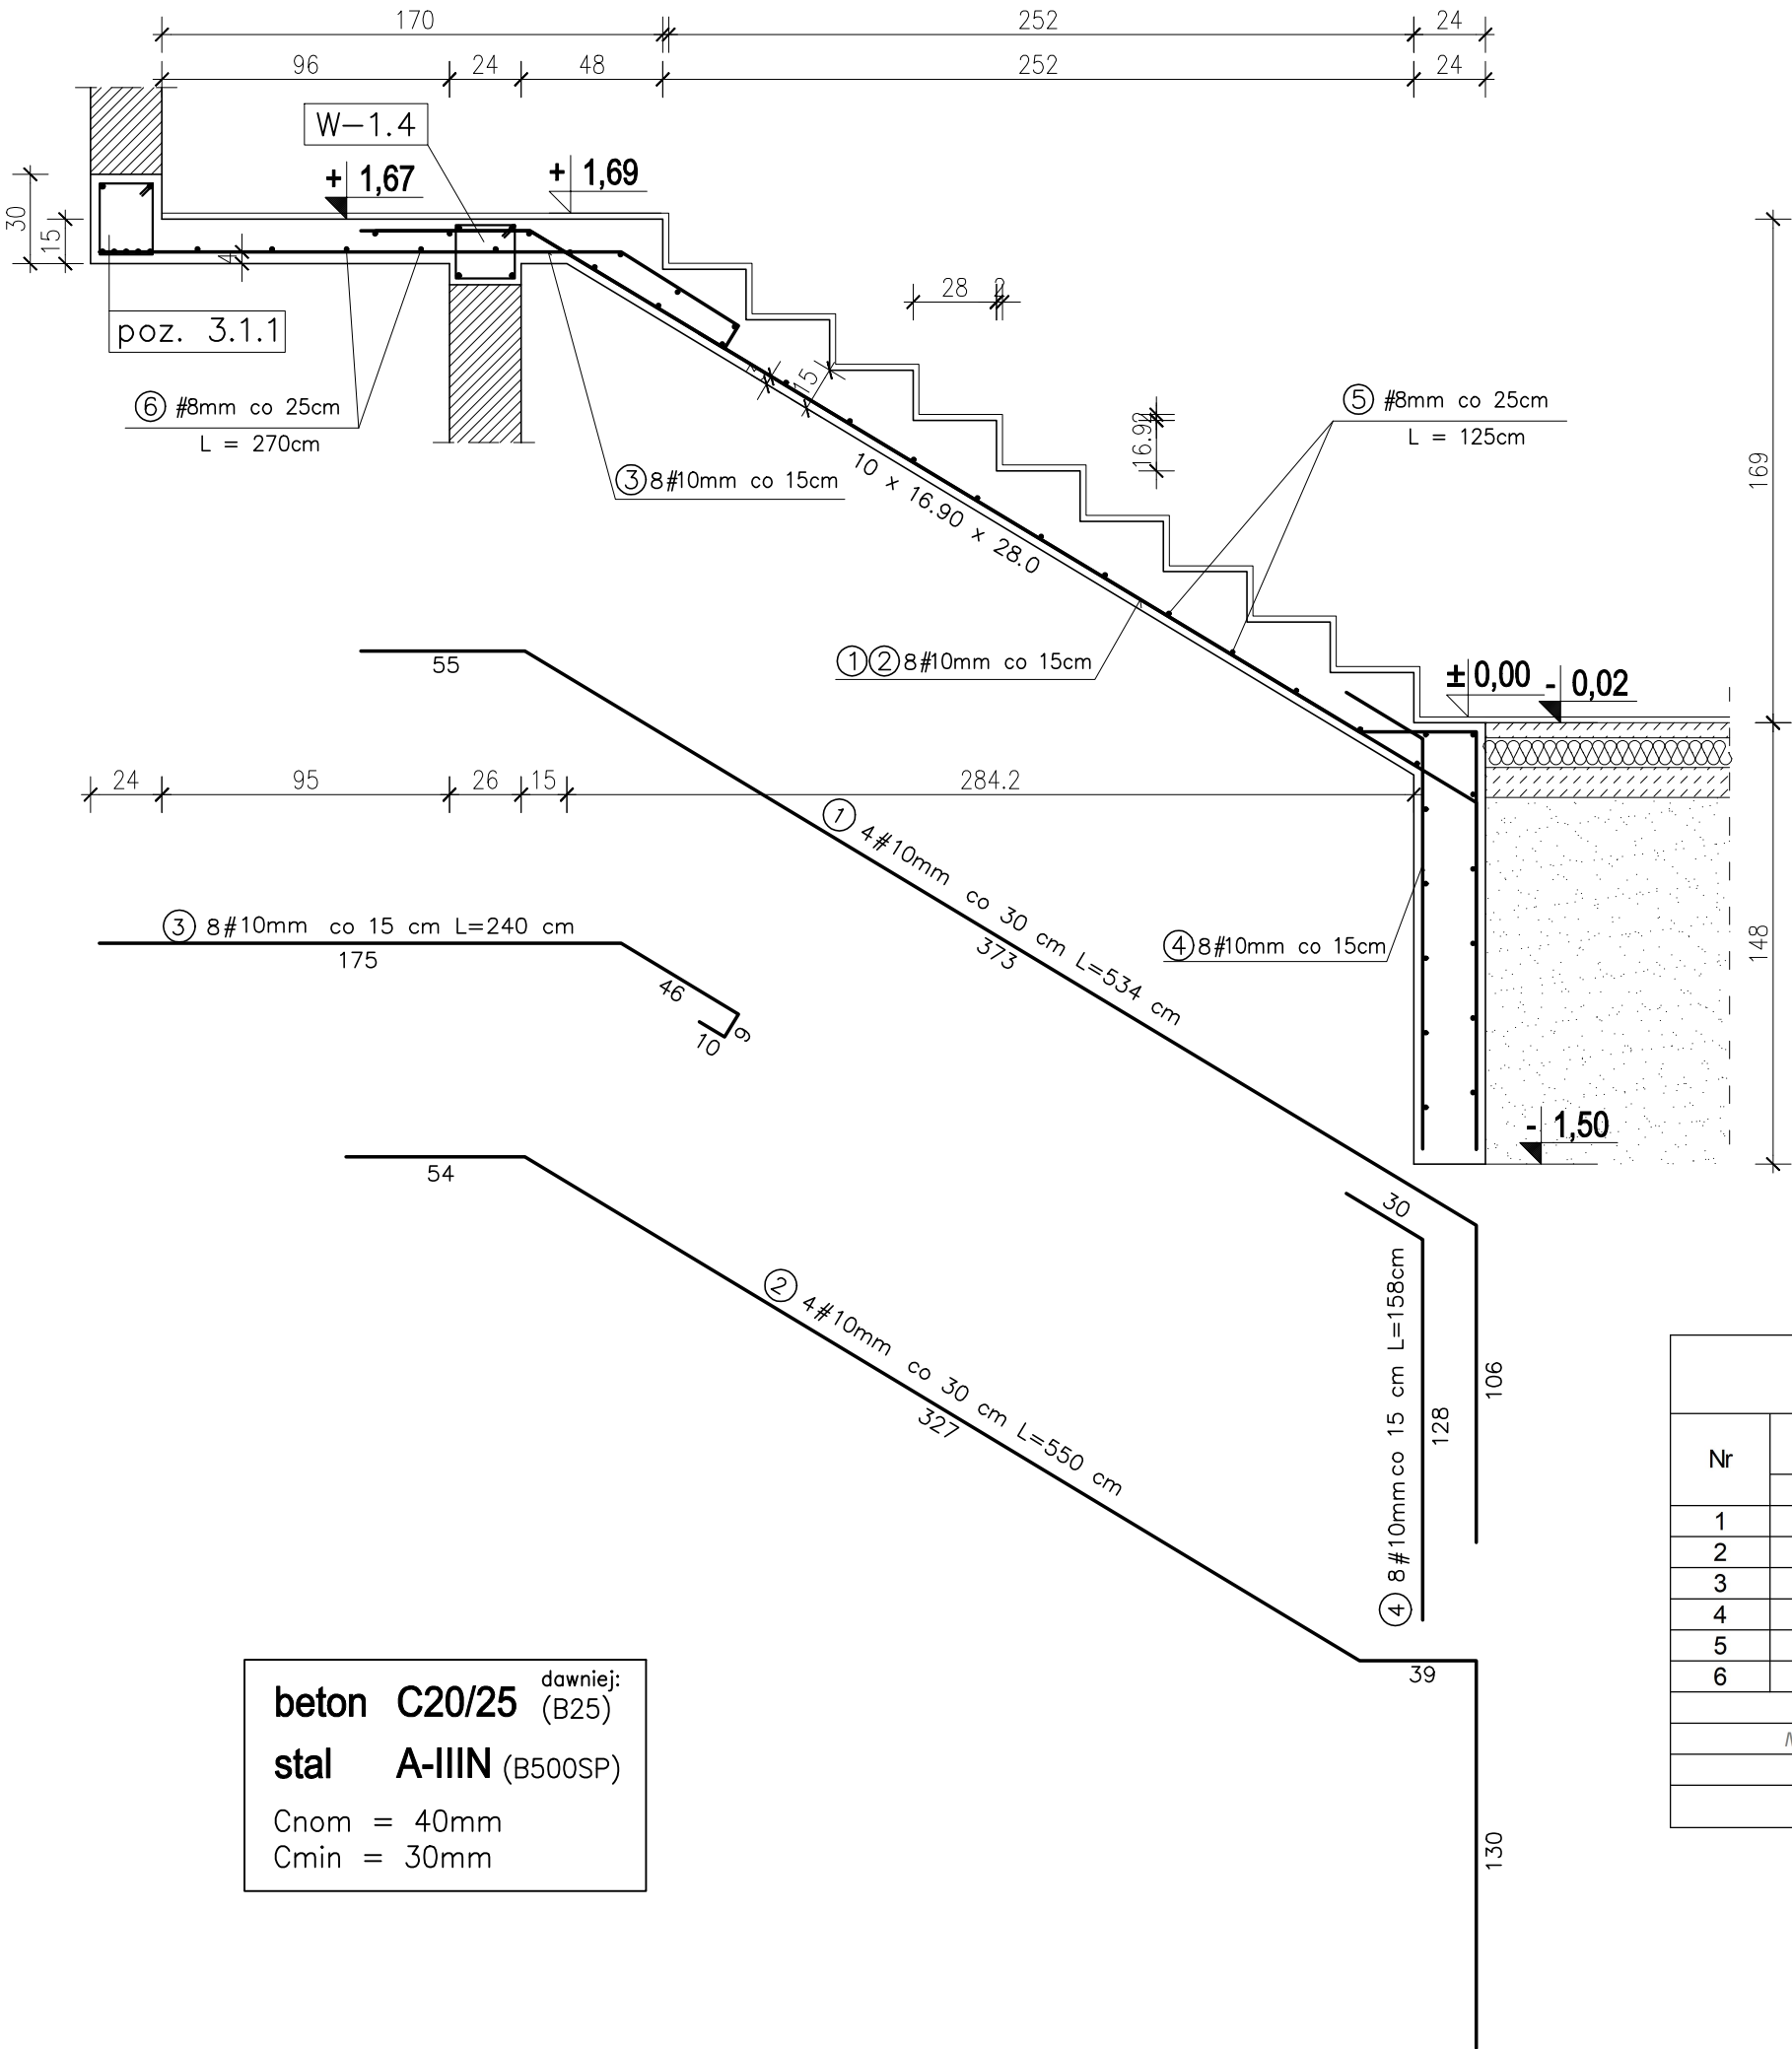 170
252
24
96
24
48
252
24
W-1.4
+ 1,67
+ 1,69
30
15
4
28
2
poz. 3.1.1
15
⑥ #8mm co 25cm
L = 270cm
⑤ #8mm co 25cm
L = 125cm
16.9
2
169
③ 8#10mm co 15cm
10 x 16.90 x 28.0
①② 8#10mm co 15cm
± 0,00
- 0,02
55
24
95
26
15
284.2
① 4#10mm co 30 cm L=534 cm
373
③ 8#10mm co 15 cm L=240 cm
175
46
9
10
④ 8#10mm co 15cm
148
- 1,50
54
30
② 4#10mm co 30 cm L=550 cm
327
④ 8#10mm co 15 cm L=158cm
128
106
39
130
Nr
1
2
3
4
5
6
beton C20/25 dawniej:
(B25)
stal A-IIIN (B500SP)
Cnom = 40mm
Cmin = 30mm